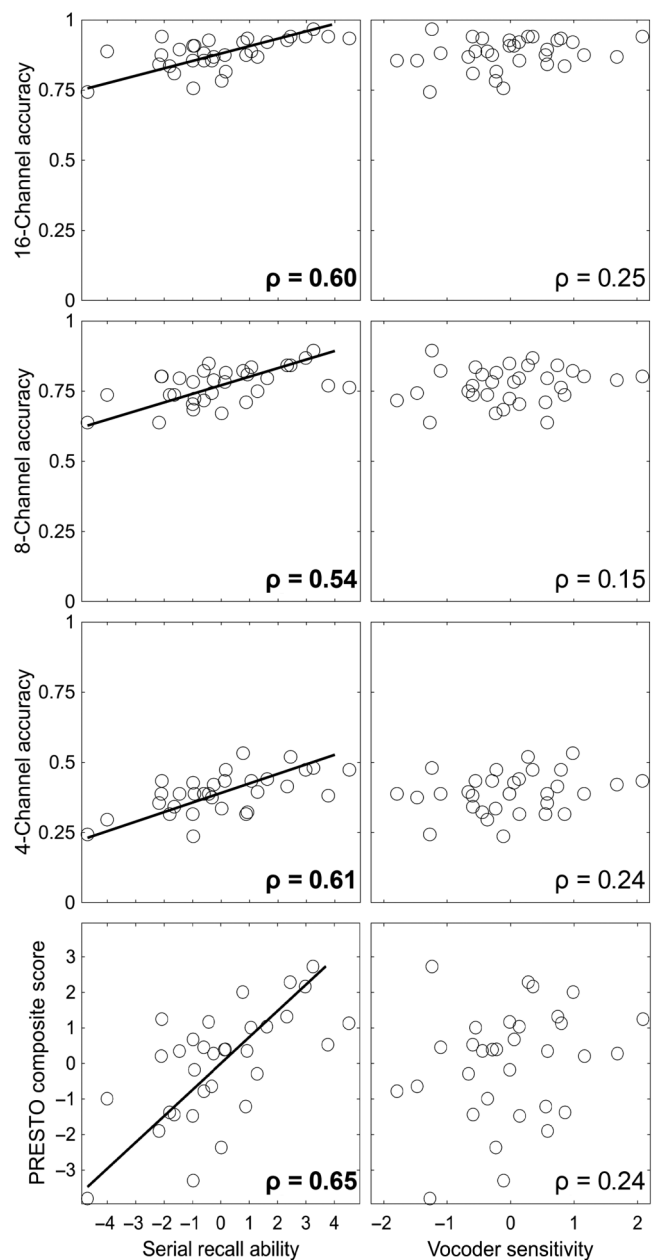 1
0.75
0.5
0.25
0
16-Channel accuracy
ρ = 0.60
ρ = 0.25
1
0.75
0.5
0.25
0
8-Channel accuracy
ρ = 0.54
ρ = 0.15
1
0.75
0.5
0.25
0
4-Channel accuracy
ρ = 0.61
ρ = 0.24
3
2
1
0
−1
−2
−3
PRESTO composite score
ρ = 0.65
ρ = 0.24
−4 −3 −2 −1 0 1 2 3 4
−2 −1 0 1 2
Serial recall ability
Vocoder sensitivity